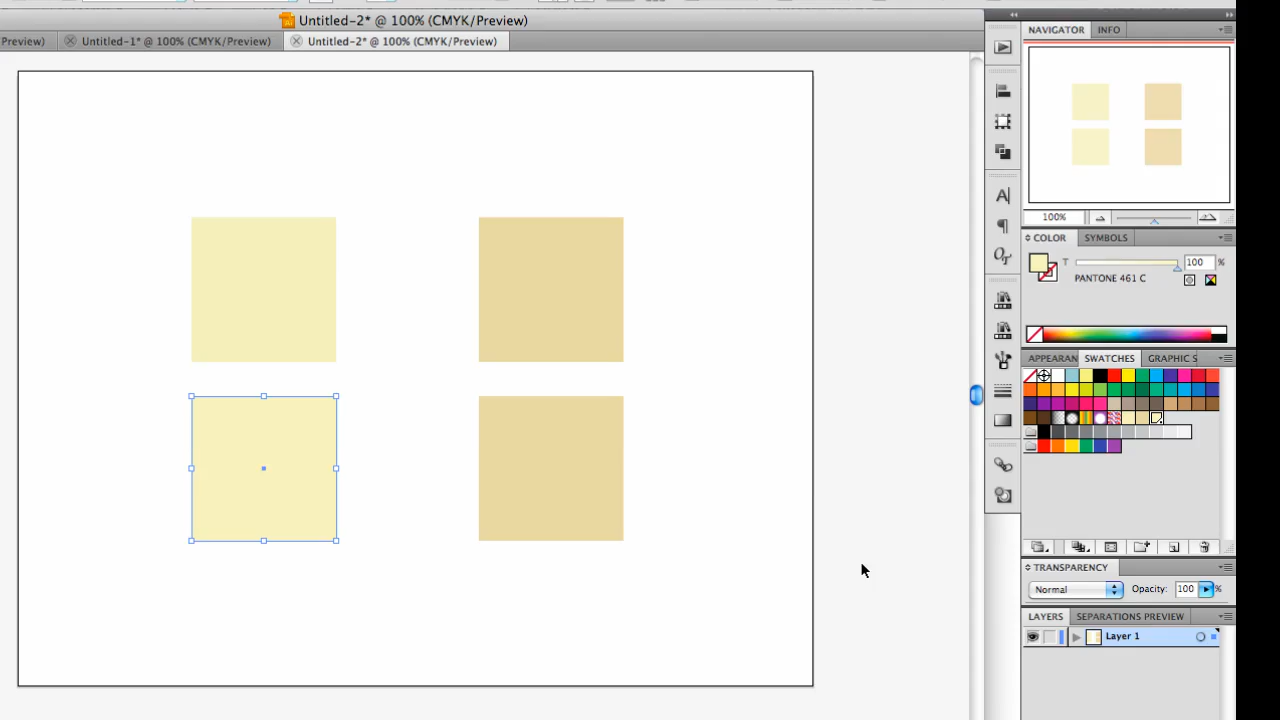 Untitled-2* @ 100% (CMYK/Preview)
Preview)
Untitled-1* @ 100% (CMYK/Preview)
Untitled-2* @ 100% (CMYK/Preview)
NAVIGATOR INFO
100%
COLOR SYMBOLS
T 100 %
PANTONE 461 C
APPEARAN SWATCHES GRAPHIC S
TRANSPARENCY
Normal Opacity: 100 %
LAYERS SEPARATIONS PREVIEW
Layer 1